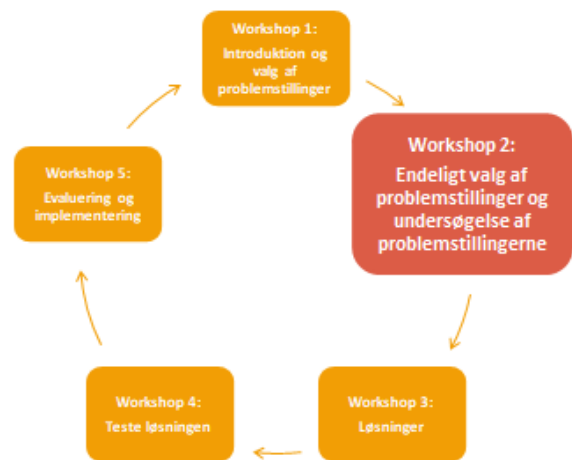 Workshop 1:
Introduktion og
valg af
problemstillinger
Workshop 2:
Endeligt valg af
problemstillinger og
undersøgelse af
problemstillingerne
Workshop 3:
Løsninger
Workshop 4:
Teste løsningen
Workshop 5:
Evaluering og
implementering